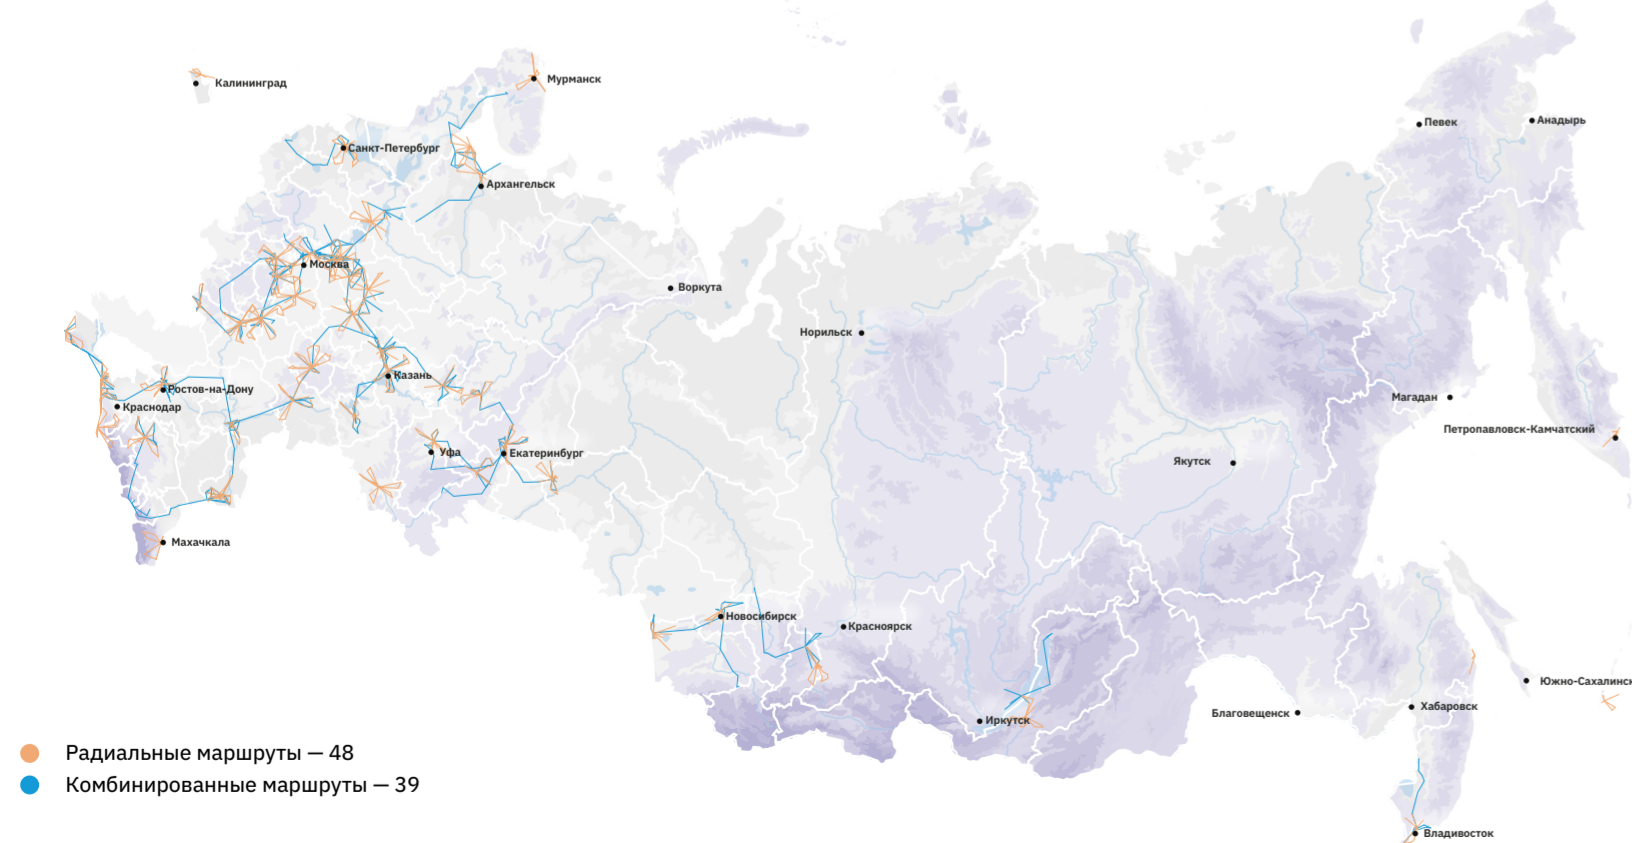 Калининград
Мурманск
Певек
Анадырь
Санкт-Петербург
Архангельск
Москва
Воркута
Норильск
Казань
Ростов-на-Дону
Магадан
Краснодар
Петропавловск-Камчатский
Уфа
Екатеринбург
Якутск
Махачкала
Новосибирск
Красноярск
Южно-Сахалинск
Хабаровск
Благовещенск
Иркутск
Радиальные маршруты — 48
Комбинированные маршруты — 39
Владивосток